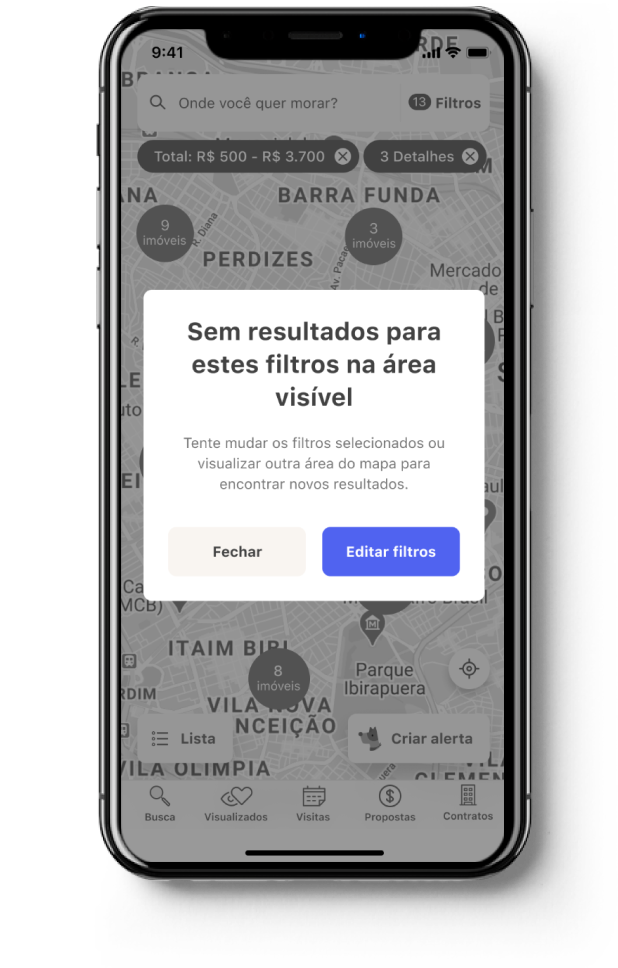 9:41
RDE
BRANCA
Onde você quer morar?
13 Filtros
Total: R$ 500 - R$ 3.700
3 Detalhes
BARRA FUNDA
9
imóveis
R. Diana
3
imóveis
PERDIZES
Av. Pacae
Mercado
de
Sem resultados para
estes filtros na área
visível
Tente mudar os filtros selecionados ou
visualizar outra área do mapa para
encontrar novos resultados.
Fechar
Editar filtros
MCB)
ITAIM BIBI
8
imóveis
Parque
Ibirapuera
RDIM
VILA NOVA
NCEIÇÃO
Lista
Criar alerta
VILA OLIMPIA
CLEMEN
Busca
Visualizados
Visitas
Propostas
Contratos